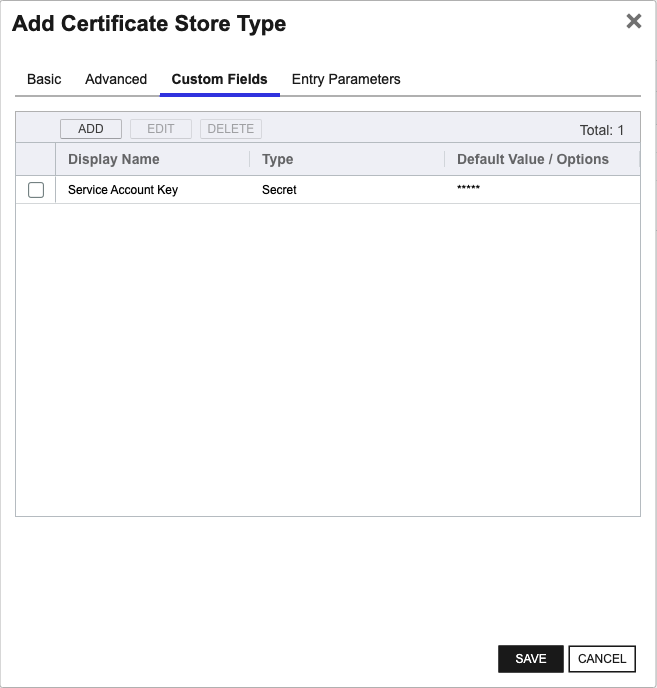 Add Certificate Store Type
Basic Advanced Custom Fields Entry Parameters
ADD EDIT DELETE Total: 1
Display Name Type Default Value / Options
Service Account Key Secret *****
SAVE CANCEL